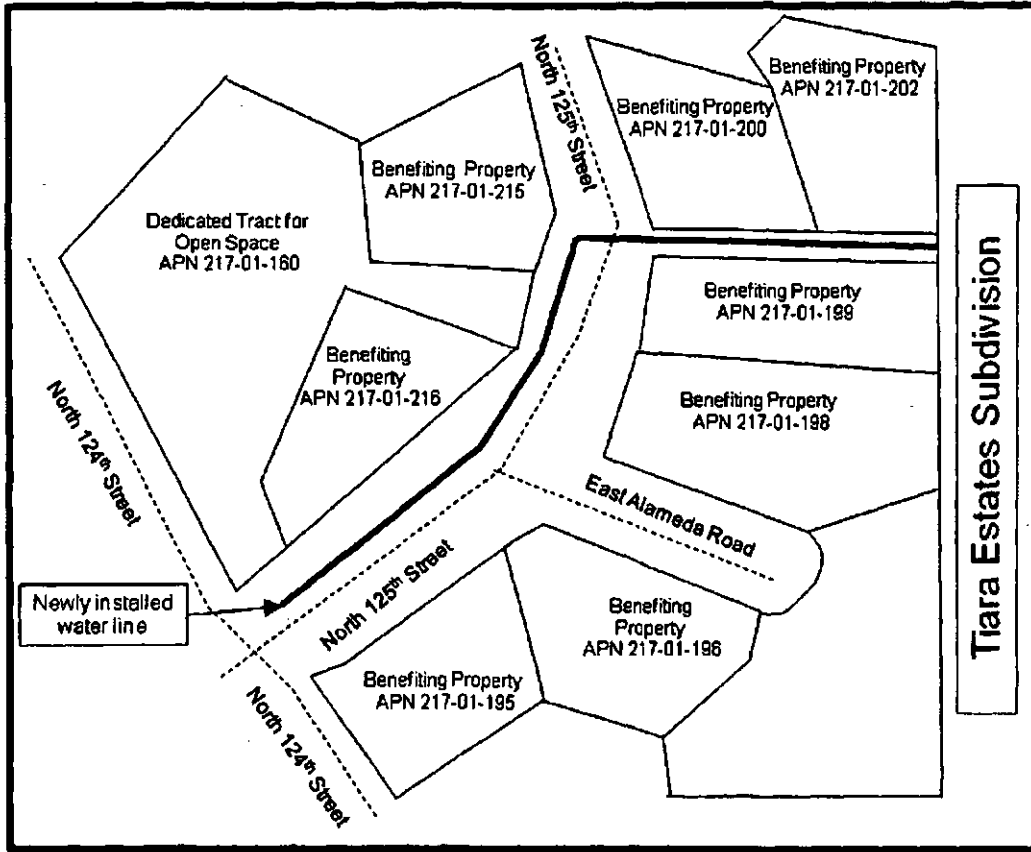 North 125th Street
Benefiting Property
APN 217-01-202
Benefiting Property
APN 217-01-200
Benefiting Property
APN 217-01-215
Dedicated Tract for
Open Space
APN 217-01-160
Benefiting Property
APN 217-01-199
Benefiting
Property
APN 217-01-216
Benefiting Property
APN 217-01-198
North 124th Street
East Alameda Road
Newly installed
water line
North 125th Street
Benefiting
Property
APN 217-01-196
Benefiting Property
APN 217-01-195
North 124th Street
Tiara Estates Subdivision